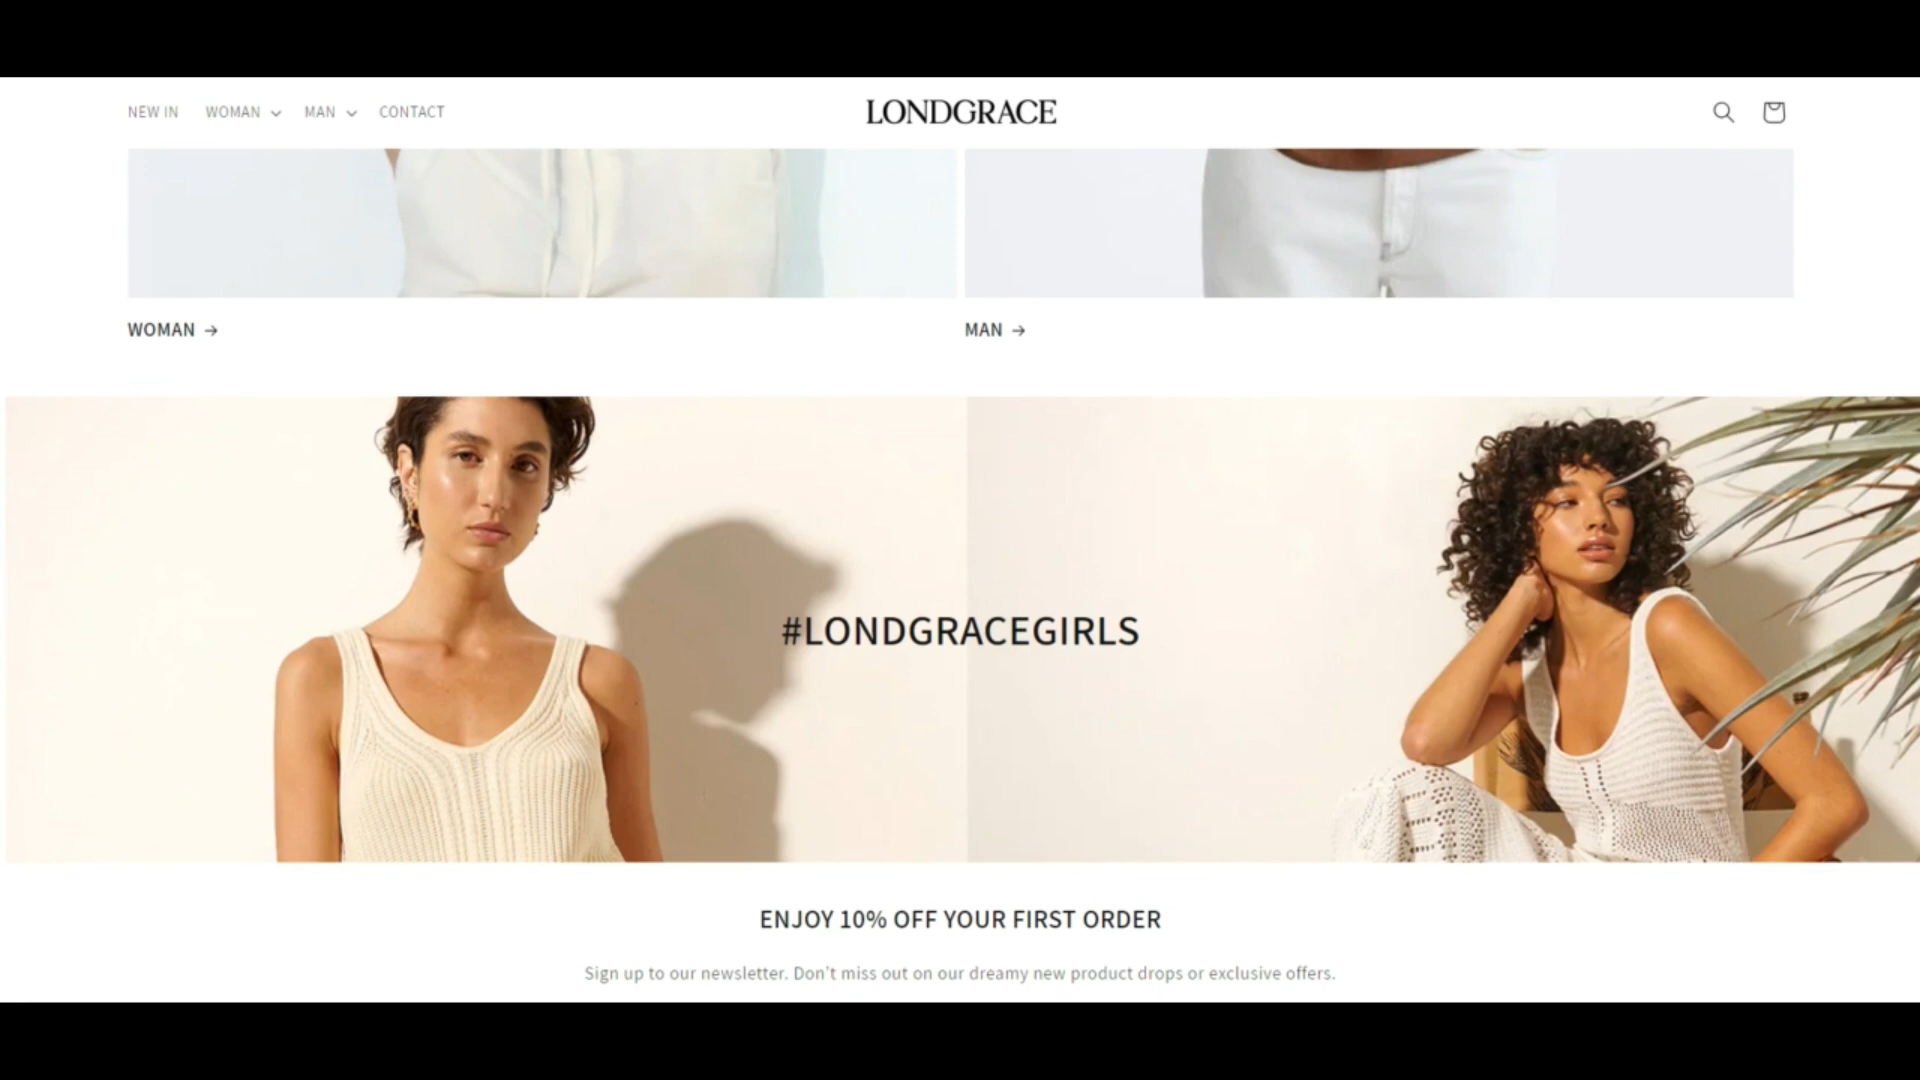 NEW IN WOMAN MAN CONTACT LONDGRACE
WOMAN → MAN →
#LONDGRACEGIRLS
ENJOY 10% OFF YOUR FIRST ORDER
Sign up to our newsletter. Don't miss out on our dreamy new product drops or exclusive offers.